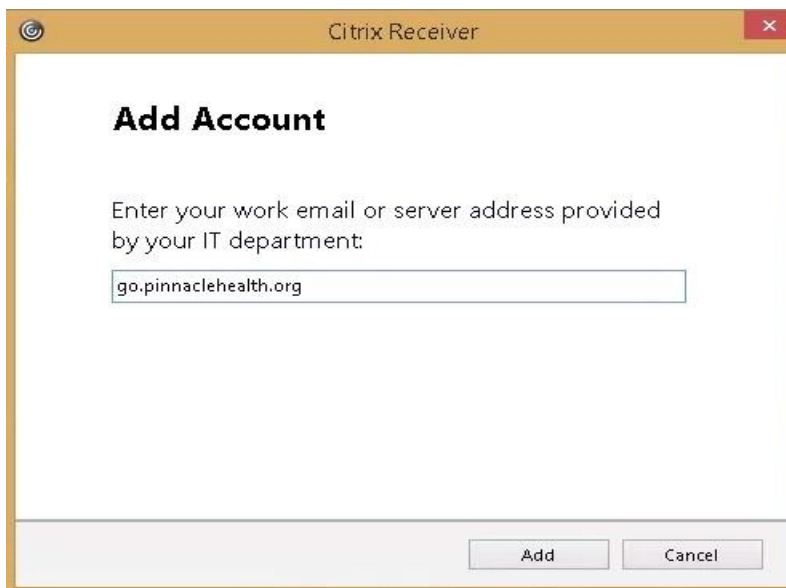 Citrix Receiver
Add Account
Enter your work email or server address provided
by your IT department:
go.pinnaclehealth.org
Add
Cancel